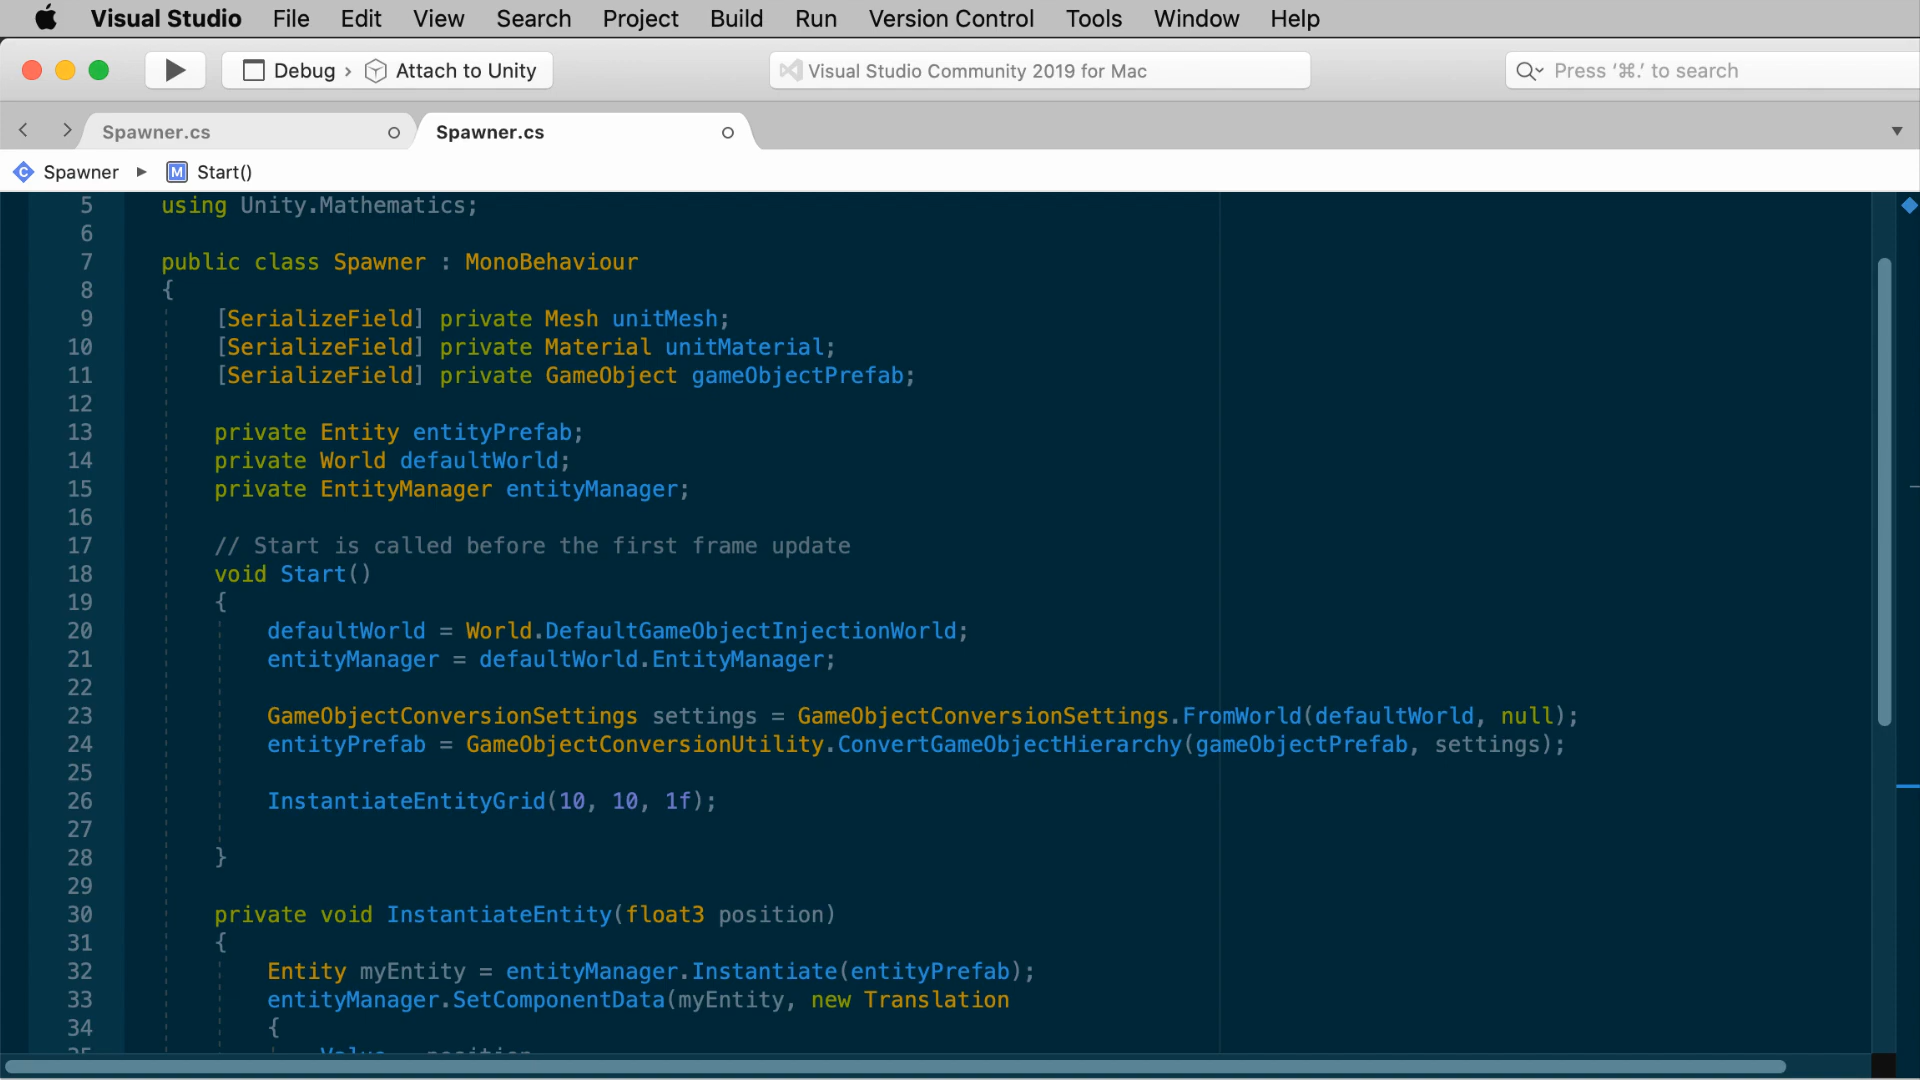 Visual Studio File Edit View Search Project Build Run Version Control Tools Window Help
Debug › Attach to Unity
Visual Studio Community 2019 for Mac
Press ‘⌘.’ to search
Spawner.cs
Spawner.cs
C Spawner ▸ M Start()
5 using Unity.Mathematics;
6
7 public class Spawner : MonoBehaviour
8 {
9 [SerializeField] private Mesh unitMesh;
10 [SerializeField] private Material unitMaterial;
11 [SerializeField] private GameObject gameObjectPrefab;
12
13 private Entity entityPrefab;
14 private World defaultWorld;
15 private EntityManager entityManager;
16
17 // Start is called before the first frame update
18 void Start()
19 {
20 defaultWorld = World.DefaultGameObjectInjectionWorld;
21 entityManager = defaultWorld.EntityManager;
22
23 GameObjectConversionSettings settings = GameObjectConversionSettings.FromWorld(defaultWorld, null);
24 entityPrefab = GameObjectConversionUtility.ConvertGameObjectHierarchy(gameObjectPrefab, settings);
25
26 InstantiateEntityGrid(10, 10, 1f);
27
28 }
29
30 private void InstantiateEntity(float3 position)
31 {
32 Entity myEntity = entityManager.Instantiate(entityPrefab);
33 entityManager.SetComponentData(myEntity, new Translation
34 {
35 Value = position